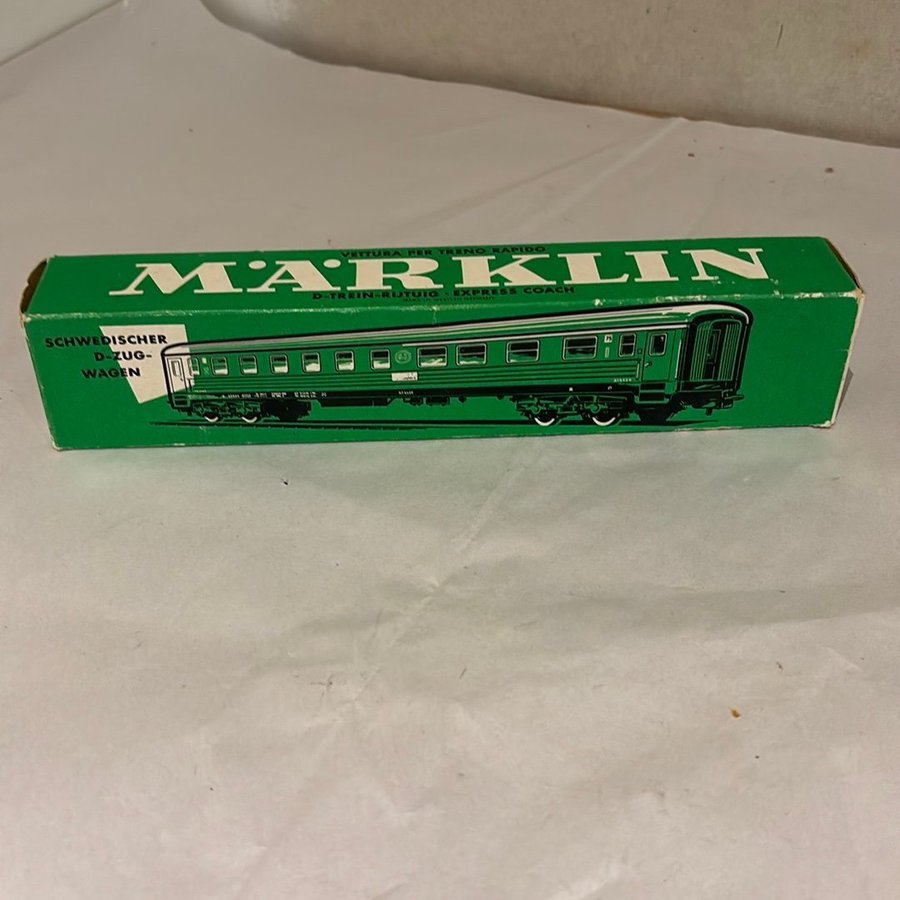 VETTURA PER TRENO RAPIDO
MÄRKLIN
D-TREIN-RIJTUIG · EXPRESS COACH
SCHWEDISCHER
D-ZUG-
WAGEN